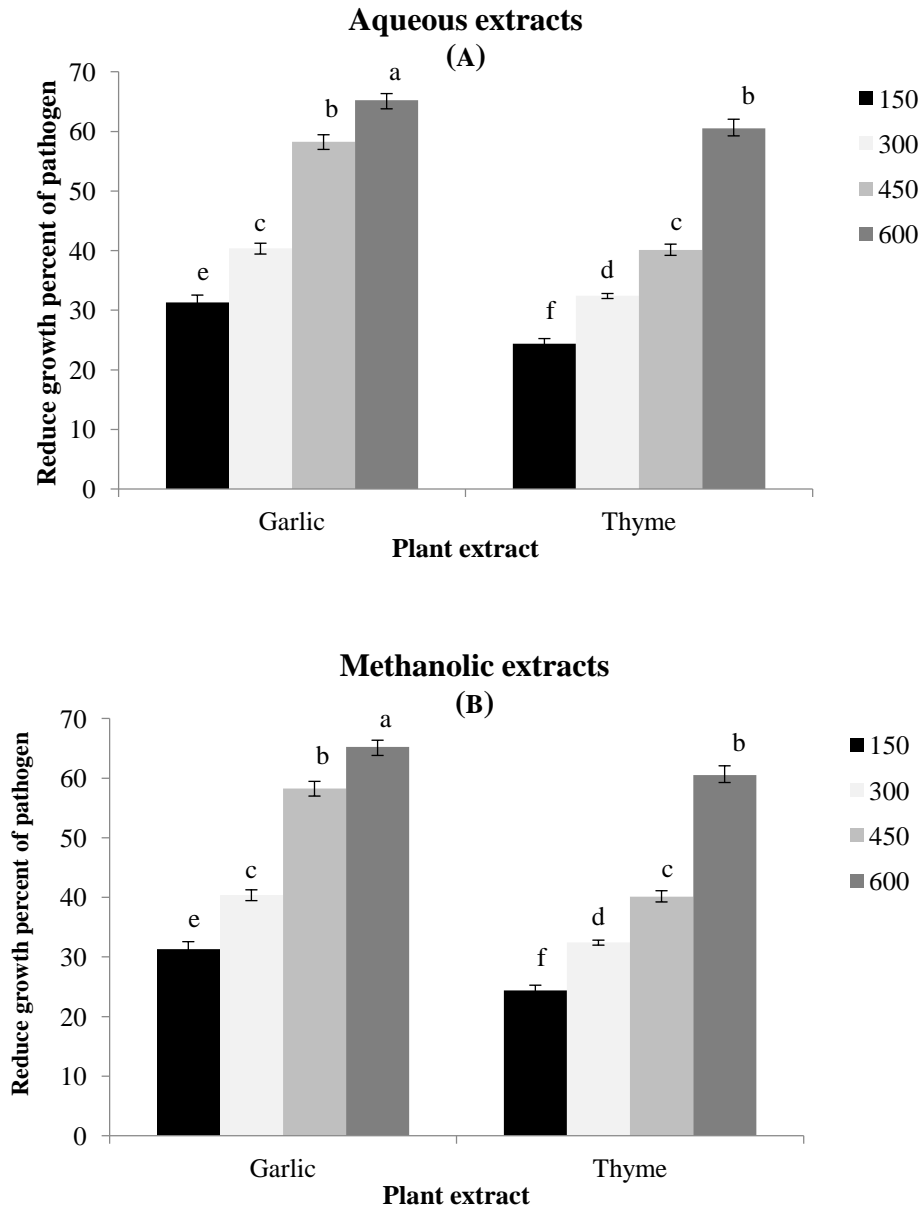 Aqueous extracts
(A)
Reduce growth percent of pathogen
70
60
50
40
30
20
10
0
e
c
b
a
f
d
c
b
Garlic
Thyme
Plant extract
150
300
450
600
Methanolic extracts
(B)
Reduce growth percent of pathogen
70
60
50
40
30
20
10
0
e
c
b
a
f
d
c
b
Garlic
Thyme
Plant extract
150
300
450
600